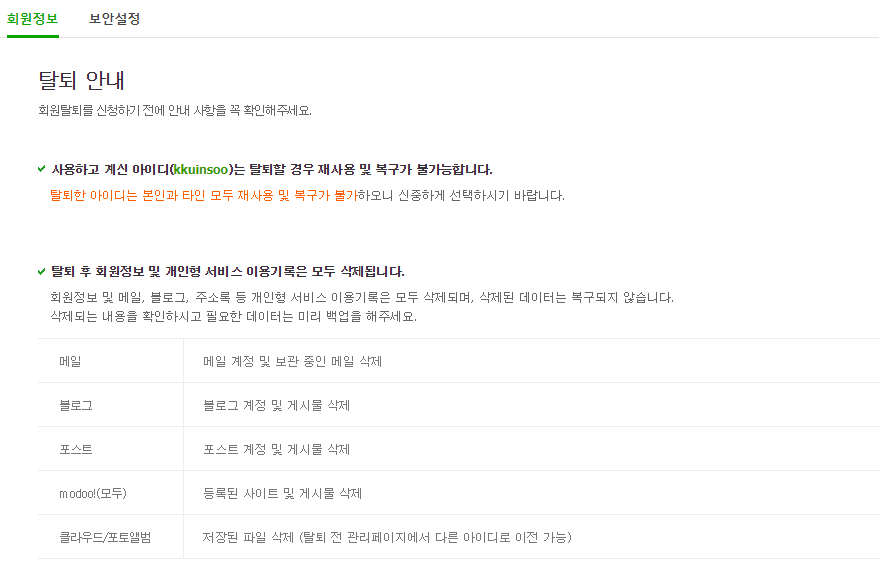 회원정보 보안설정
탈퇴 안내
회원탈퇴를 신청하기 전에 안내 사항을 꼭 확인해주세요.
사용하고 계신 아이디(kkuinsoo)는 탈퇴할 경우 재사용 및 복구가 불가능합니다.
탈퇴한 아이디는 본인과 타인 모두 재사용 및 복구가 불가하오니 신중하게 선택하시기 바랍니다.
탈퇴 후 회원정보 및 개인형 서비스 이용기록은 모두 삭제됩니다.
회원정보 및 메일, 블로그, 주소록 등 개인형 서비스 이용기록은 모두 삭제되며, 삭제된 데이터는 복구되지 않습니다.
삭제되는 내용을 확인하시고 필요한 데이터는 미리 백업을 해주세요.
메일 메일 계정 및 보관 중인 메일 삭제
블로그 블로그 계정 및 게시물 삭제
포스트 포스트 계정 및 게시물 삭제
modoo!(모두) 등록된 사이트 및 게시물 삭제
클라우드/포토앨범 저장된 파일 삭제 (탈퇴 전 관리페이지에서 다른 아이디로 이전 가능)